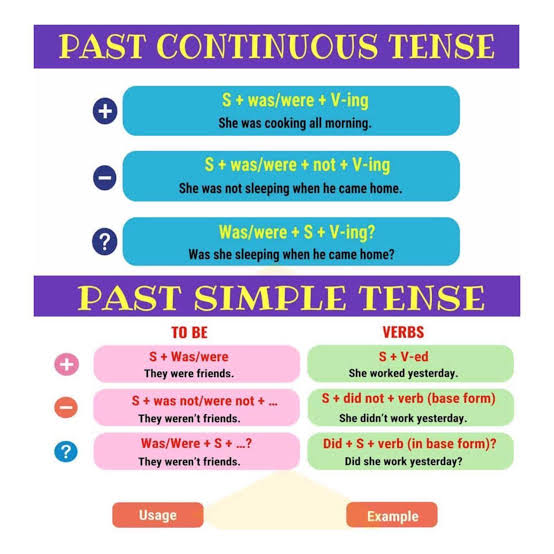 PAST CONTINUOUS TENSE
+
S + was/were + V-ing
She was cooking all morning.
−
S + was/were + not + V-ing
She was not sleeping when he came home.
?
Was/were + S + V-ing?
Was she sleeping when he came home?
PAST SIMPLE TENSE
TO BE
VERBS
+
S + Was/were
They were friends.
S + V-ed
She worked yesterday.
−
S + was not/were not + ...
They weren't friends.
S + did not + verb (base form)
She didn't work yesterday.
?
Was/Were + S + ...?
They weren't friends.
Did + S + verb (in base form)?
Did she work yesterday?
Usage
Example